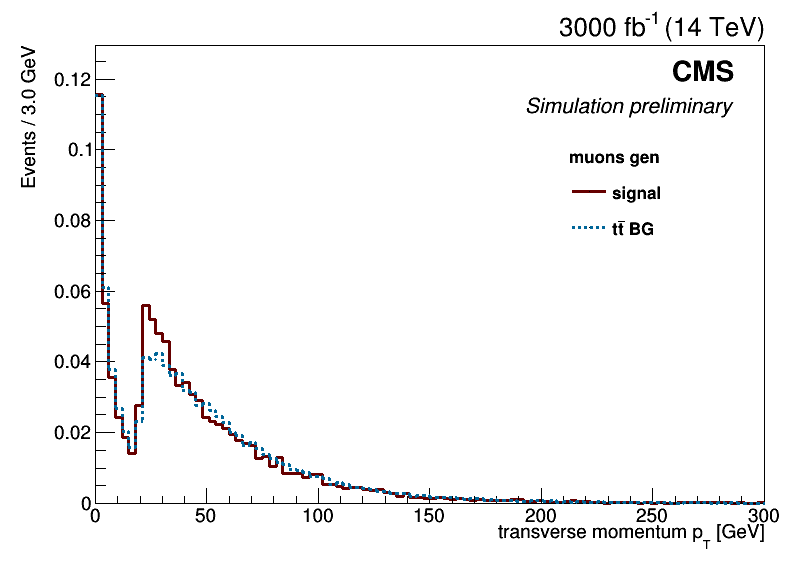 3000 fb⁻¹ (14 TeV)
CMS
Simulation preliminary
muons gen
signal
tt̄ BG
Events / 3.0 GeV
0.12
0.1
0.08
0.06
0.04
0.02
0
0 50 100 150 200 250 300
transverse momentum p_T [GeV]